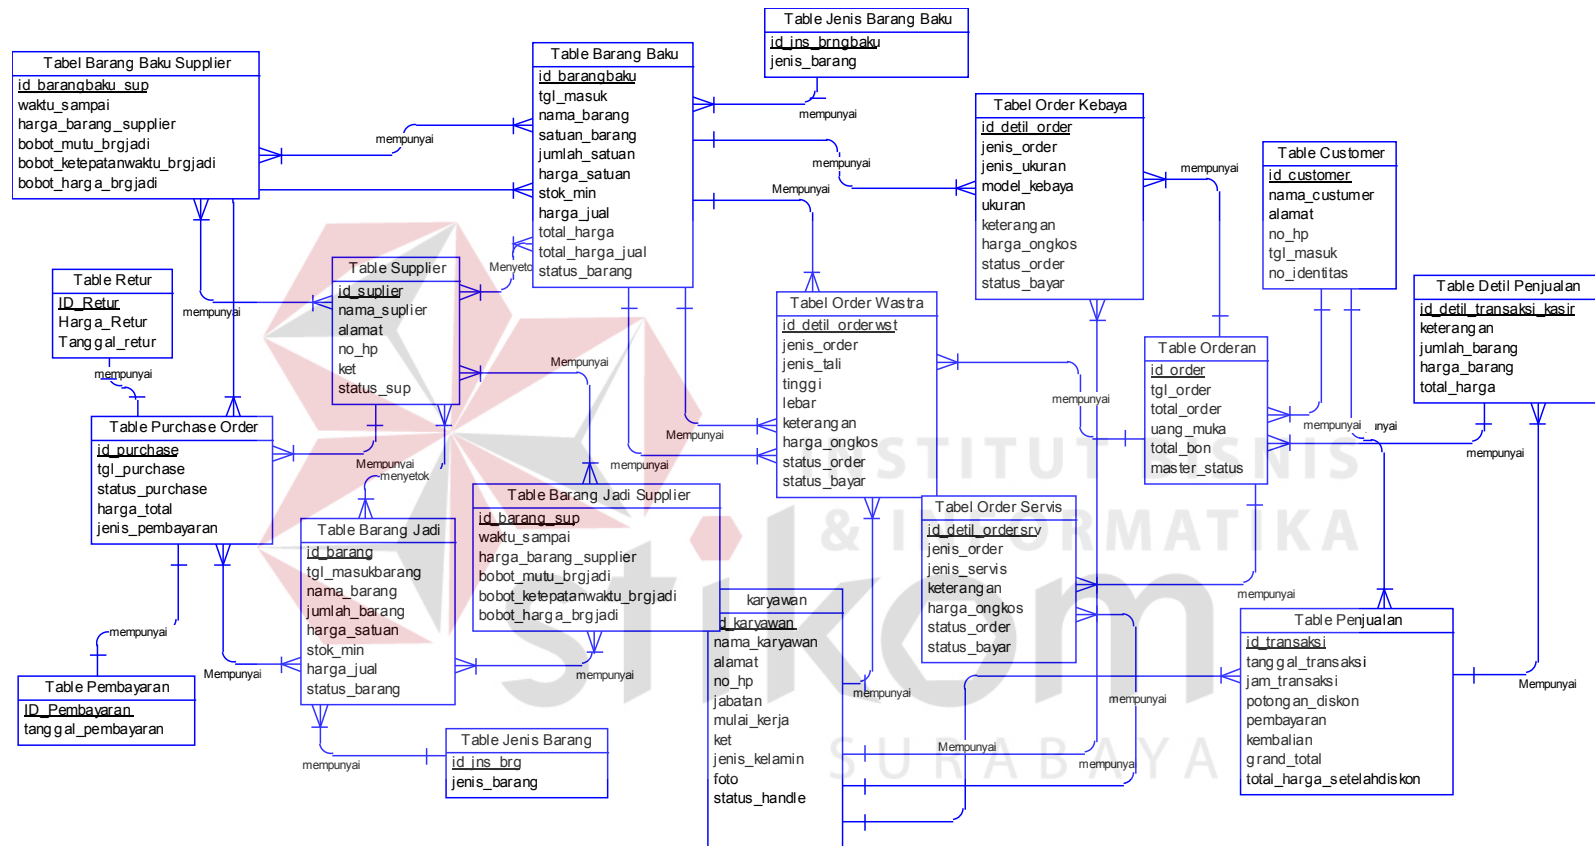 Table Jenis Barang Baku
id_jns_brngbaku
jenis_barang
Tabel Barang Baku Supplier
id_barangbaku_sup
waktu_sampai
harga_barang_supplier
bobot_mutu_brgjadi
bobot_ketepatanwaktu_brgjadi
bobot_harga_brgjadi
Table Barang Baku
id_barangbaku
tgl_masuk
nama_barang
satuan_barang
jumlah_satuan
harga_satuan
stok_min
harga_jual
total_harga
total_harga_jual
status_barang
Tabel Order Kebaya
id_detil_order
jenis_order
jenis_ukuran
model_kebaya
ukuran
keterangan
harga_ongkos
status_order
status_bayar
Table Customer
id_customer
nama_custumer
alamat
no_hp
tgl_masuk
no_identitas
mempunyai
mempunyai
mempunyai
Mempunyai
mempunyai
Table Retur
ID_Retur
Harga_Retur
Tanggal_retur
mempunyai
mempunyai
Table Supplier
id_suplier
nama_suplier
alamat
no_hp
ket
status_sup
Menyetok
Mempunyai
Tabel Order Wastra
id_detil_orderwst
jenis_order
jenis_tali
tinggi
lebar
keterangan
harga_ongkos
status_order
status_bayar
mempunyai
Table Orderan
id_order
tgl_order
total_order
uang_muka
total_bon
master_status
Table Detil Penjualan
id_detil_transaksi_kasir
keterangan
jumlah_barang
harga_barang
total_harga
mempunyai
unyai
mempunyai
Table Purchase Order
id_purchase
tgl_purchase
status_purchase
harga_total
jenis_pembayaran
Mempunyai
menyetok
Mempunyai
Mempunyai
INSTITUT BISNIS
& INFORMATIKA
stikom
SURABAYA
Table Barang Jadi Supplier
id_barang_sup
waktu_sampai
harga_barang_supplier
bobot_mutu_brgjadi
bobot_ketepatanwaktu_brgjadi
bobot_harga_brgjadi
Table Barang Jadi
id_barang
tgl_masukbarang
nama_barang
jumlah_barang
harga_satuan
stok_min
harga_jual
status_barang
Tabel Order Servis
id_detil_ordersrv
jenis_order
jenis_servis
keterangan
harga_ongkos
status_order
status_bayar
mempunyai
karyawan
id_karyawan
nama_karyawan
alamat
no_hp
jabatan
mulai_kerja
ket
jenis_kelamin
foto
status_handle
Table Penjualan
id_transaksi
tanggal_transaksi
jam_transaksi
potongan_diskon
pembayaran
kembalian
grand_total
total_harga_setelahdiskon
mempunyai
Mempunyai
mempunyai
mempunyai
mempunyai
Mempunyai
Mempunyai
Table Pembayaran
ID_Pembayaran
tanggal_pembayaran
mempunyai
Table Jenis Barang
id_jns_brg
jenis_barang